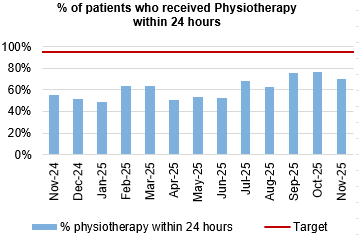 % of patients who received Physiotherapy
within 24 hours
100%
80%
60%
40%
20%
0%
Nov-24
Dec-24
Jan-25
Feb-25
Mar-25
Apr-25
May-25
Jun-25
Jul-25
Aug-25
Sep-25
Oct-25
Nov-25
% physiotherapy within 24 hours
Target